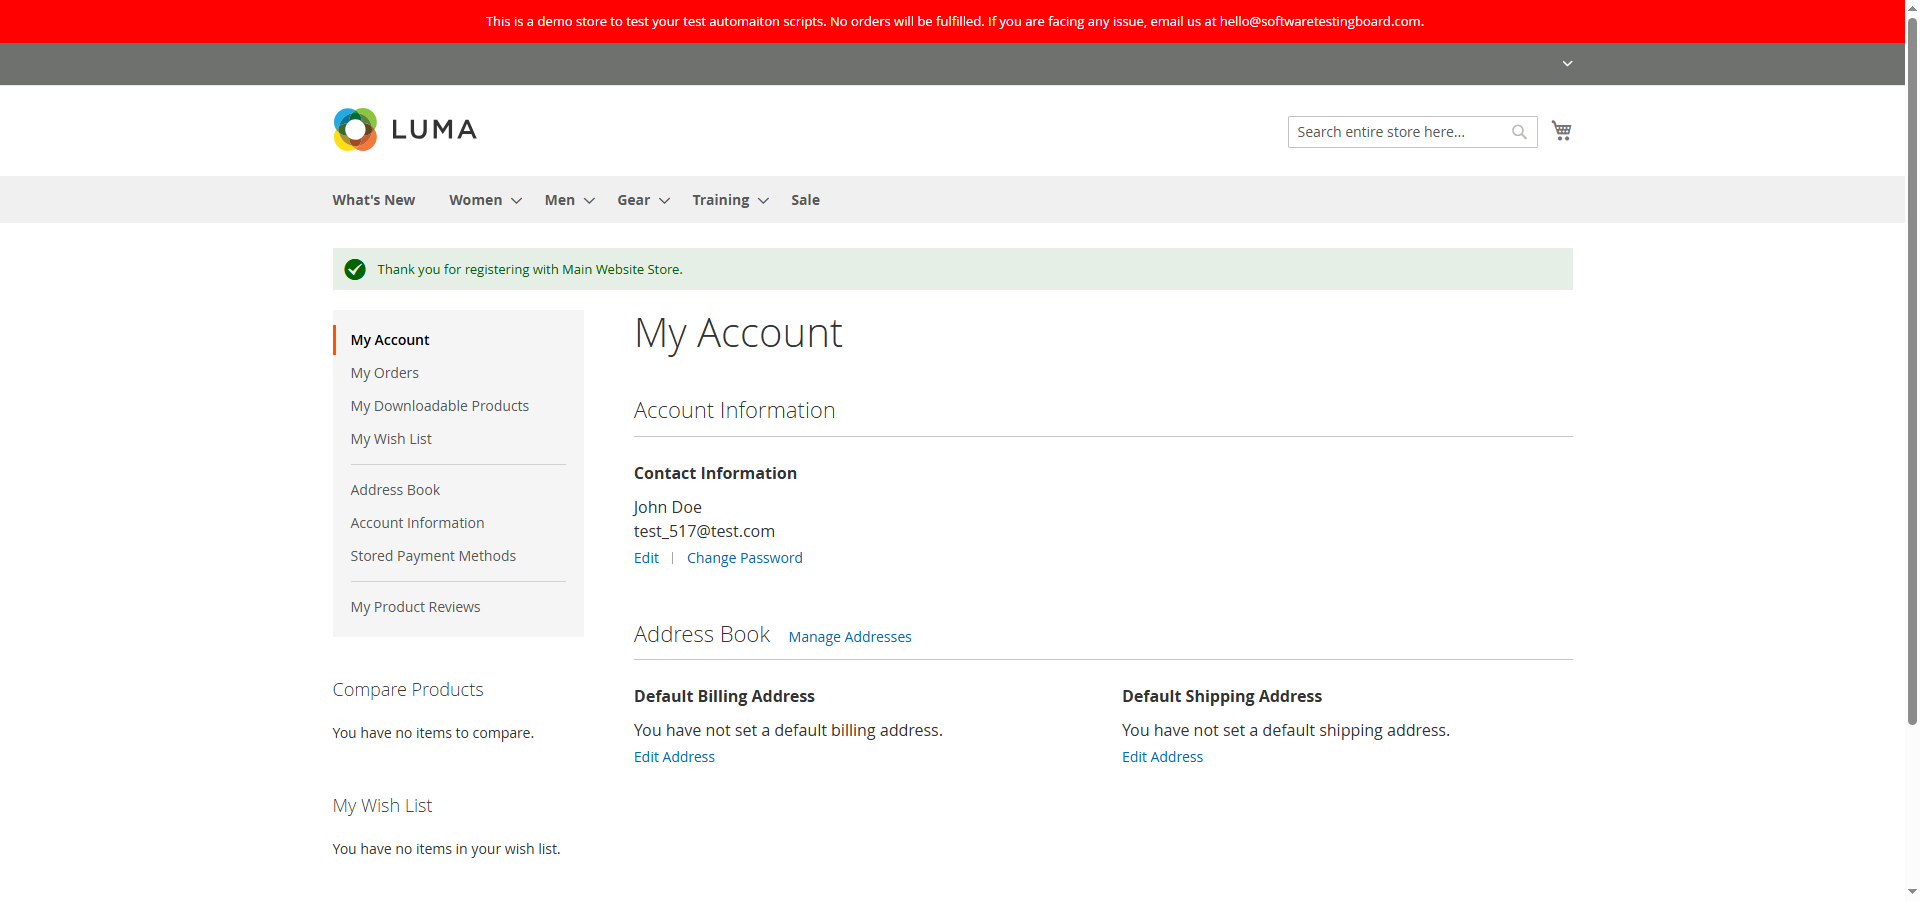 This is a demo store to test your test automaiton scripts. No orders will be fulfilled. If you are facing any issue, email us at hello@softwaretestingboard.com.
LUMA
Search entire store here...
What's New Women Men Gear Training Sale
Thank you for registering with Main Website Store.
My Account
My Orders
My Downloadable Products
My Wish List
Address Book
Account Information
Stored Payment Methods
My Product Reviews
Compare Products
You have no items to compare.
My Wish List
You have no items in your wish list.
My Account
Account Information
Contact Information
John Doe
test_517@test.com
Edit | Change Password
Address Book Manage Addresses
Default Billing Address
You have not set a default billing address.
Edit Address
Default Shipping Address
You have not set a default shipping address.
Edit Address